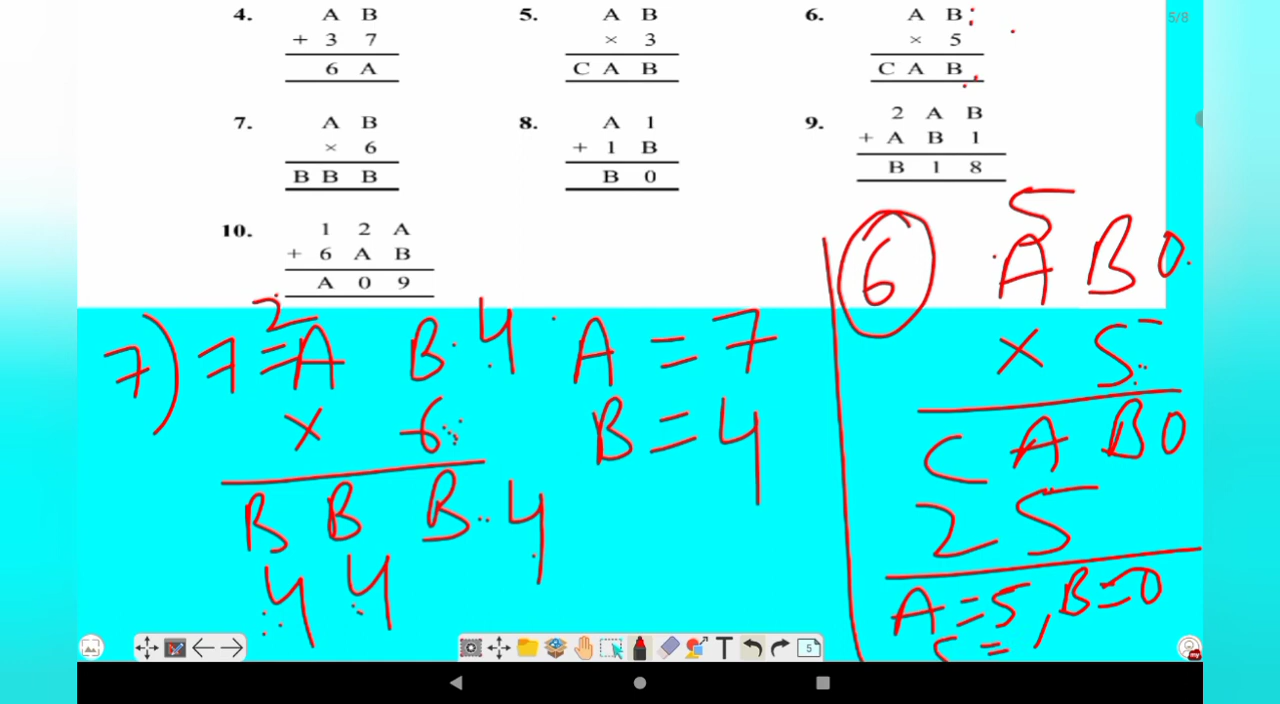 4. A B 5. A B 6. A B
+ 3 7 × 3 × 5
6 A C A B C A B
7. A B 8. A 1 9. 2 A B
× 6 + 1 B + A B 1
B B B B 0 B 1 8
10. 1 2 A
+ 6 A B
A 0 9
5/8
7) 7=A B 4
2
× 6
B B B 4
4 4
A = 7
B = 4
6 A B 0
5
× 5
C A B 0
2 5
A=5, B=0
C=
T
5